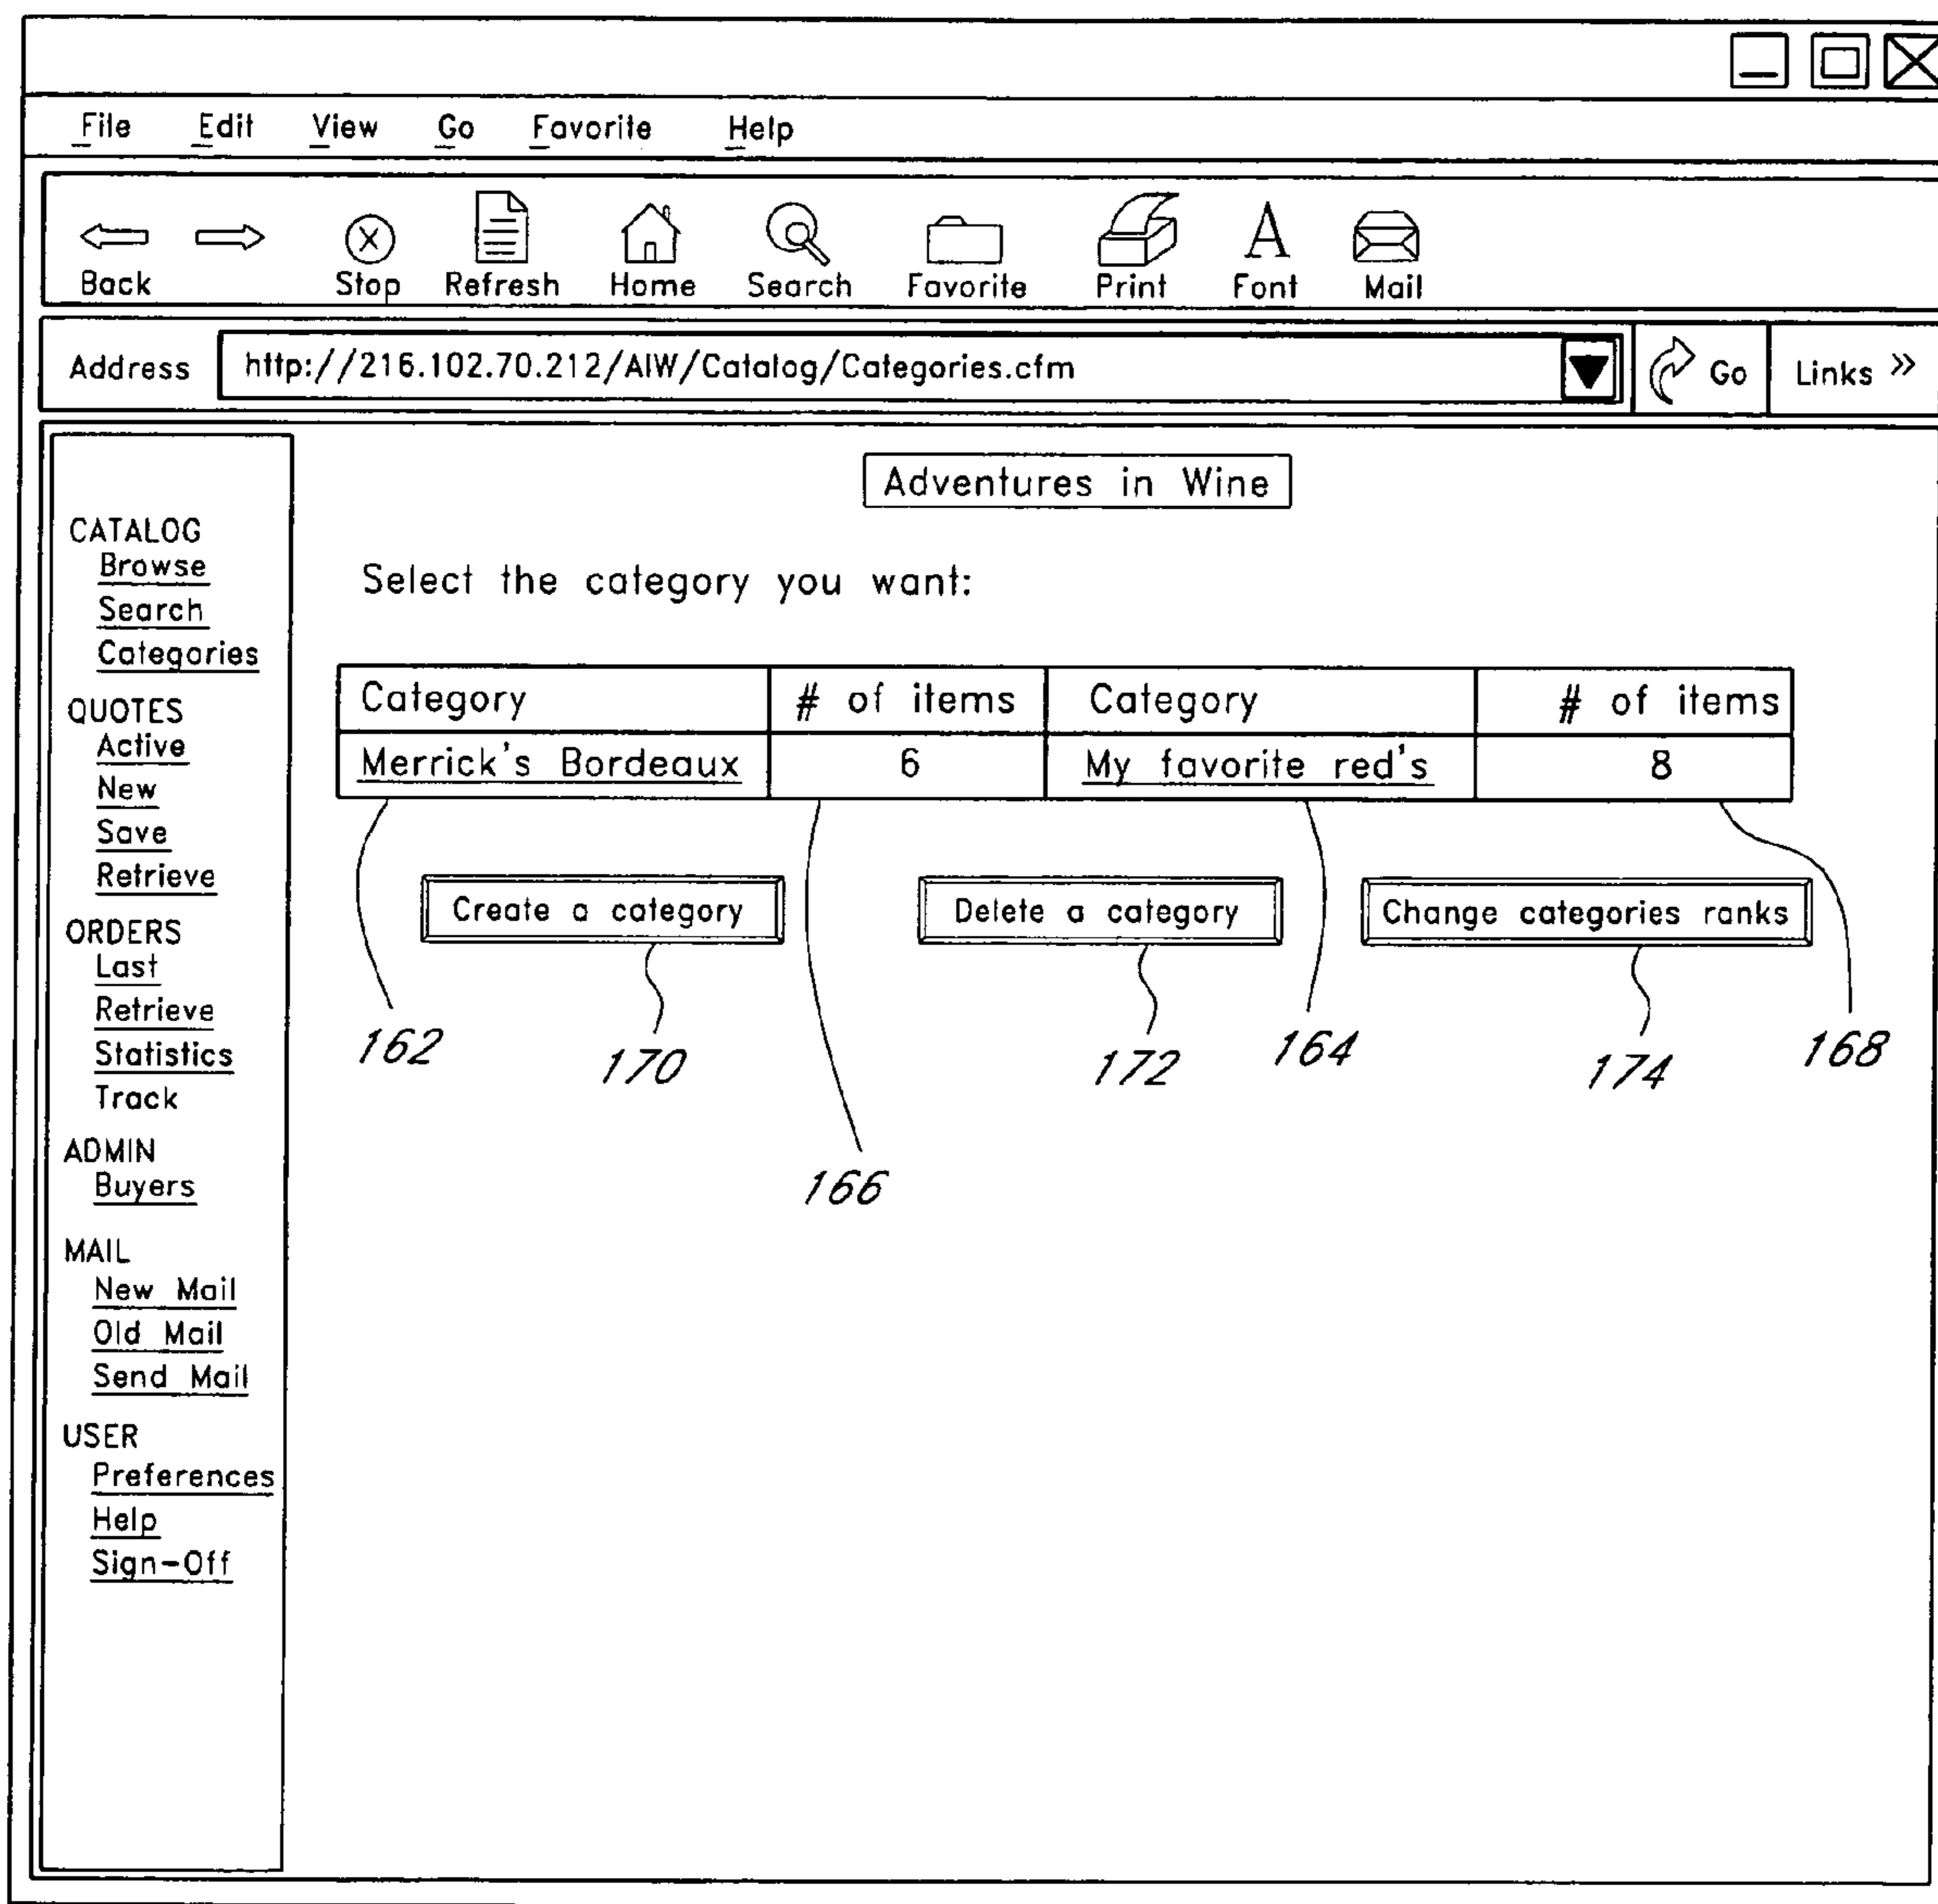 File Edit View Go Favorite Help
Back Stop Refresh Home Search Favorite Print Font Mail
Address http://216.102.70.212/AIW/Catalog/Categories.cfm Go Links »
Adventures in Wine
CATALOG
Browse
Search
Categories
QUOTES
Active
New
Save
Retrieve
ORDERS
Last
Retrieve
Statistics
Track
ADMIN
Buyers
MAIL
New Mail
Old Mail
Send Mail
USER
Preferences
Help
Sign-Off
Select the category you want:
Category # of items Category # of items
Merrick's Bordeaux 6 My favorite red's 8
Create a category Delete a category Change categories ranks
162 170 172 164 174 168
166